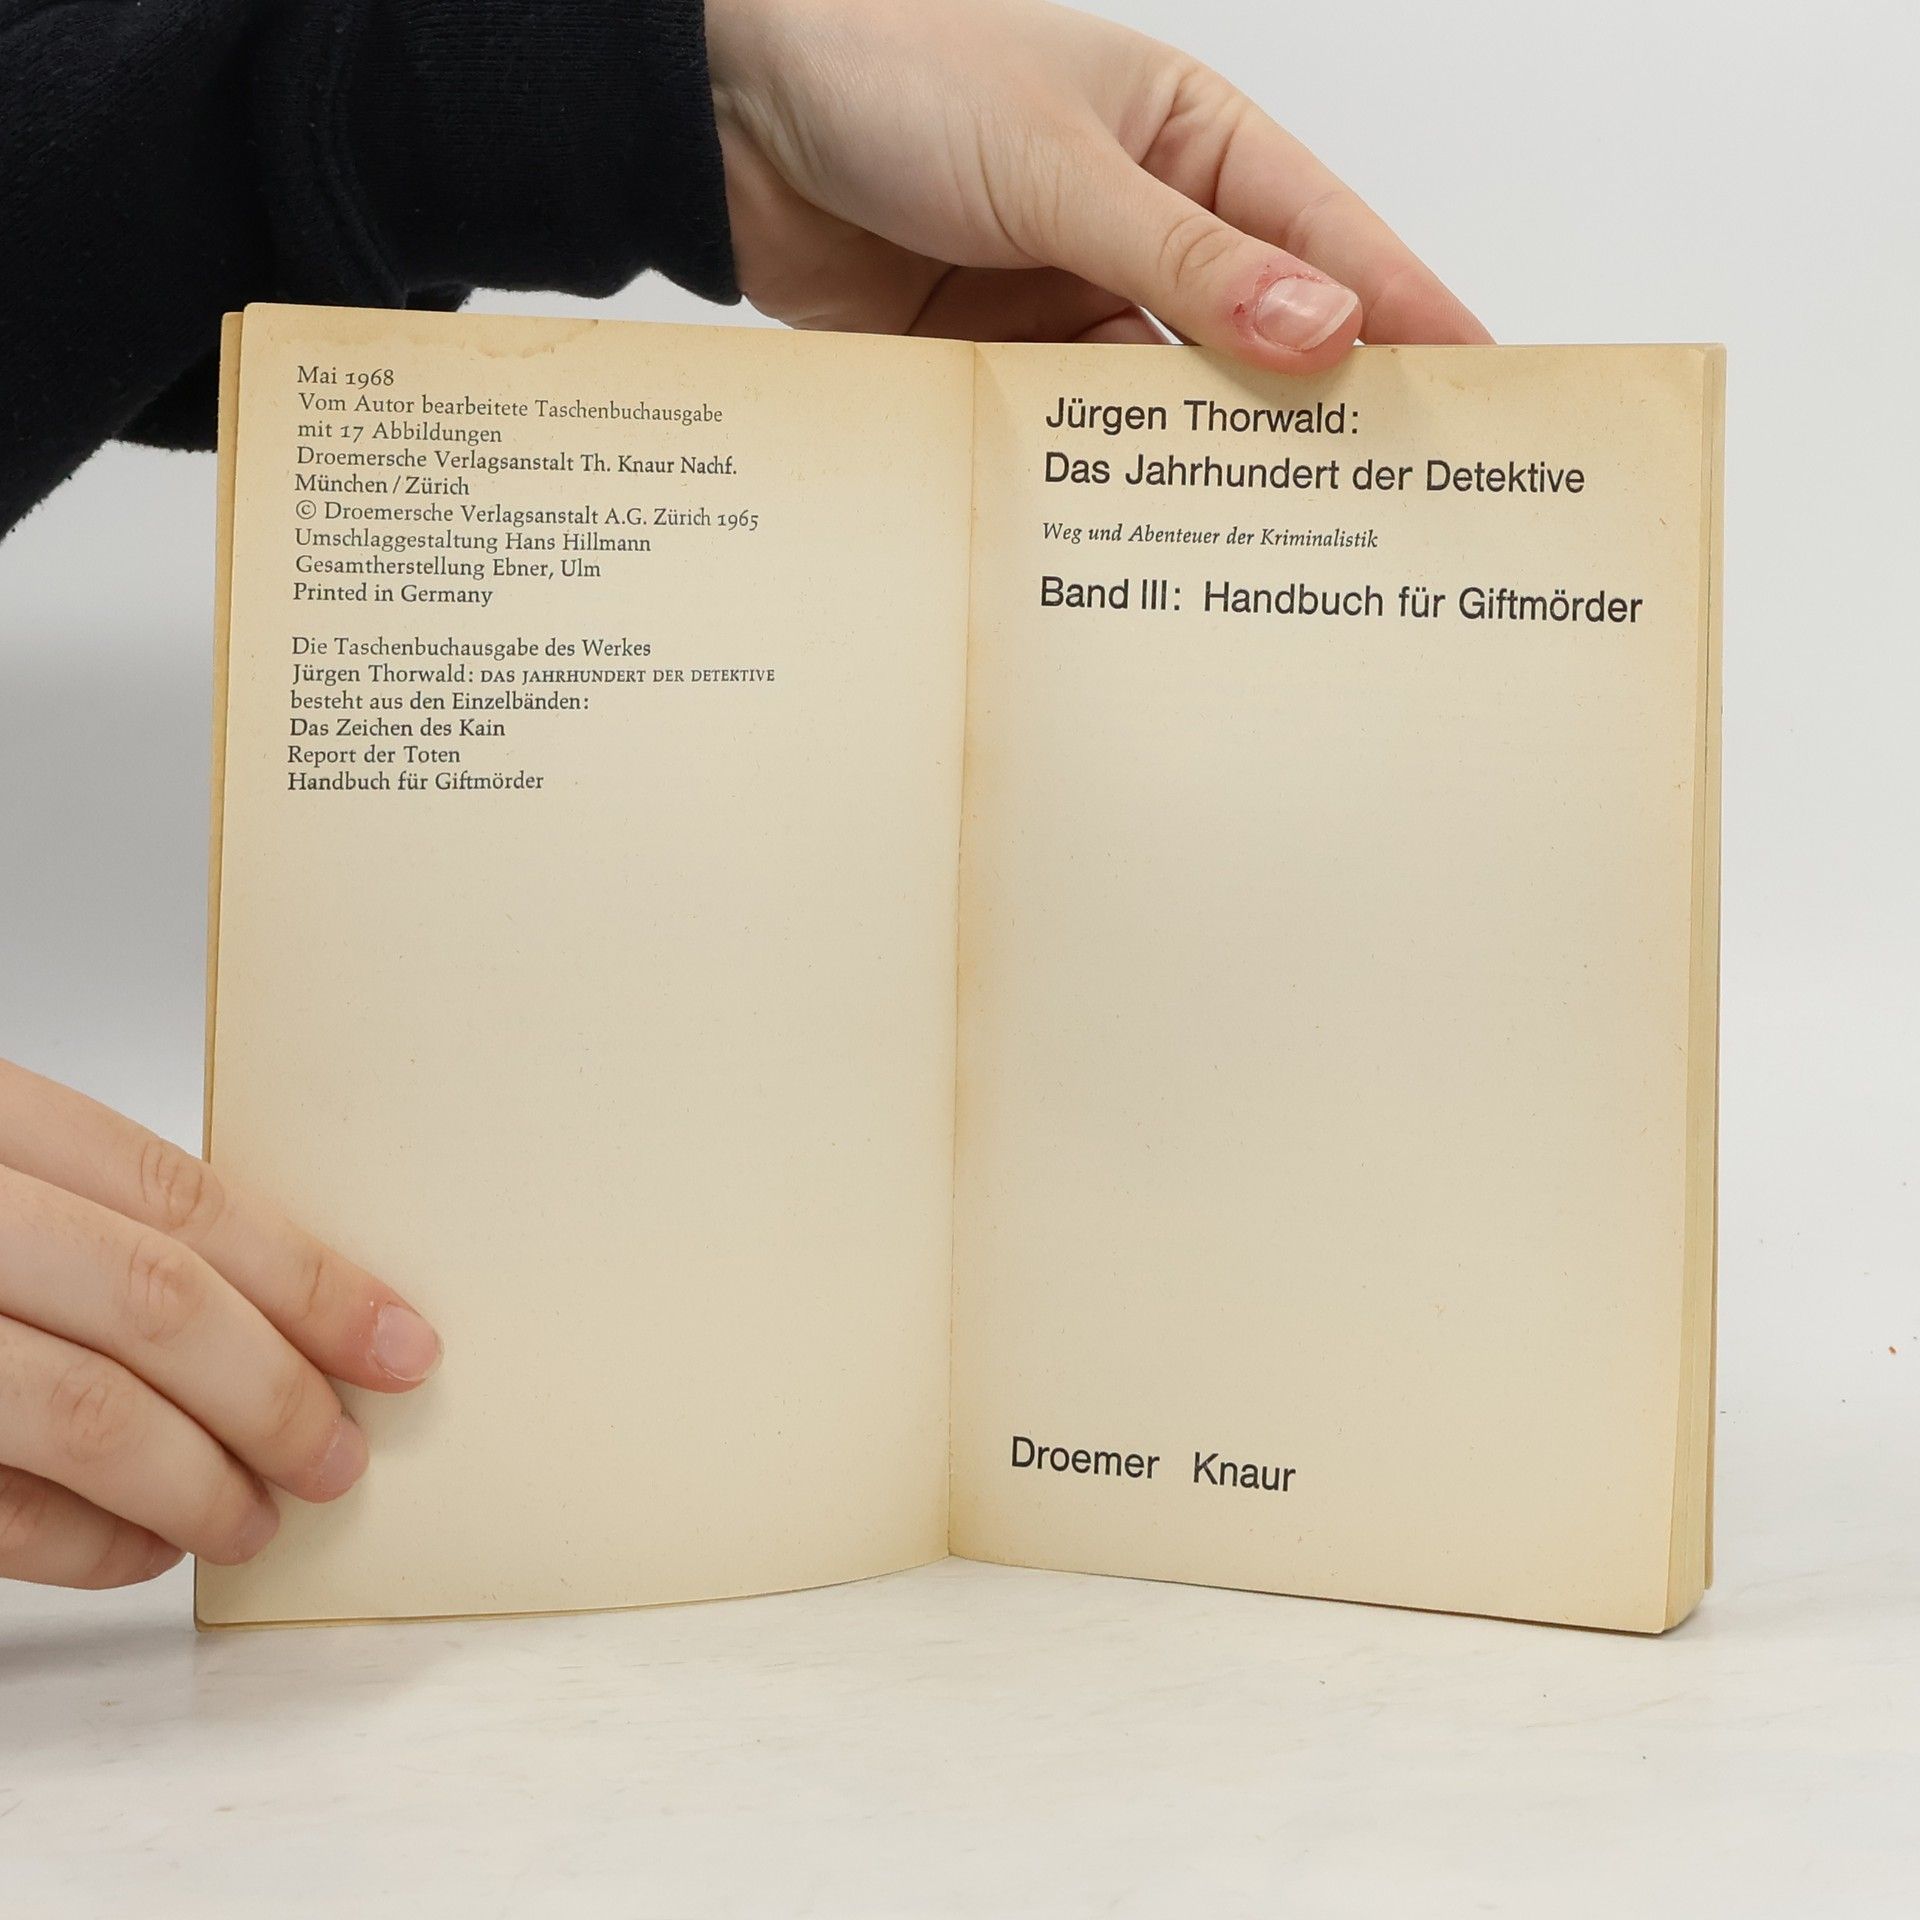 Mai 1968
Vom Autor bearbeitete Taschenbuchausgabe
mit 17 Abbildungen
Droemersche Verlagsanstalt Th. Knaur Nachf.
München / Zürich
© Droemersche Verlagsanstalt A.G. Zürich 1965
Umschlaggestaltung Hans Hillmann
Gesamtherstellung Ebner, Ulm
Printed in Germany
Die Taschenbuchausgabe des Werkes
Jürgen Thorwald: DAS JAHRHUNDERT DER DETEKTIVE
besteht aus den Einzelbänden:
Das Zeichen des Kain
Report der Toten
Handbuch für Giftmörder
Jürgen Thorwald:
Das Jahrhundert der Detektive
Weg und Abenteuer der Kriminalistik
Band III: Handbuch für Giftmörder
Droemer Knaur